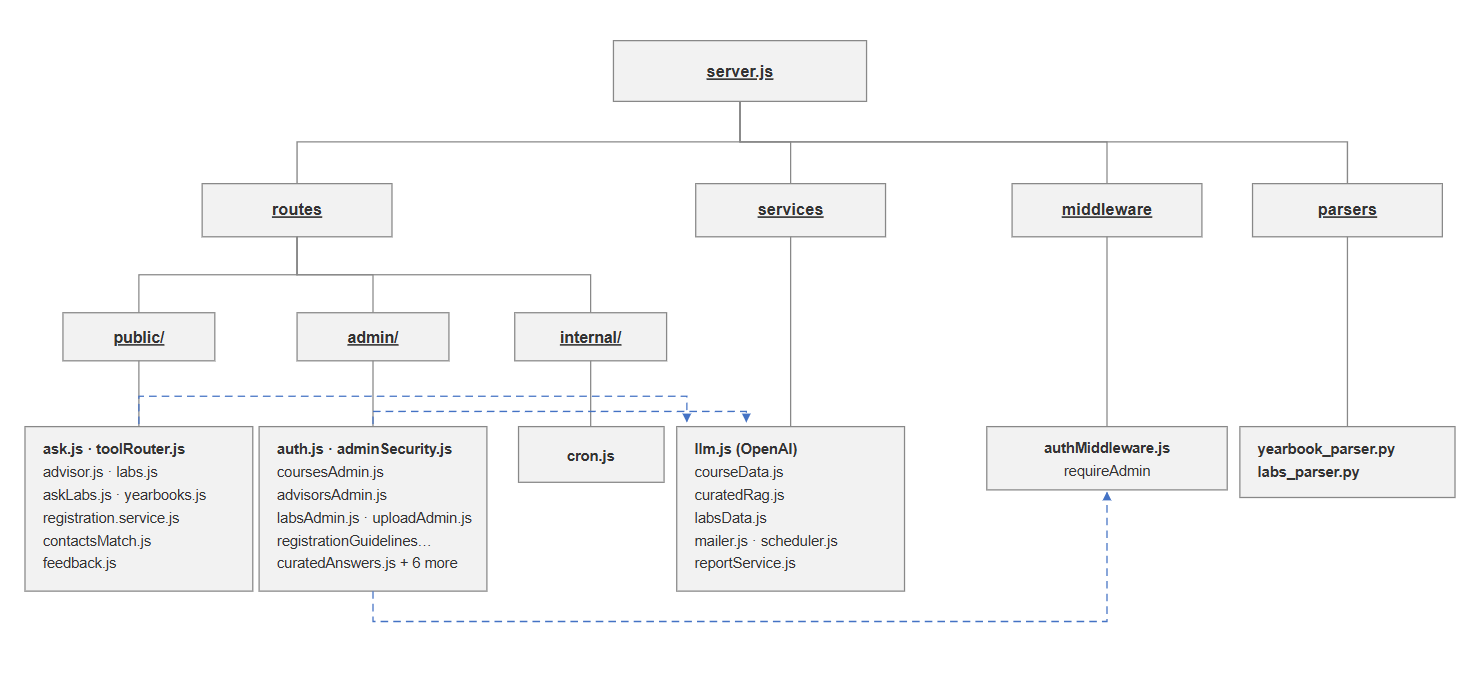 server.js
routes
services
middleware
parsers
public/
admin/
internal/
ask.js · toolRouter.js
advisor.js · labs.js
askLabs.js · yearbooks.js
registration.service.js
contactsMatch.js
feedback.js
auth.js · adminSecurity.js
coursesAdmin.js
advisorsAdmin.js
labsAdmin.js · uploadAdmin.js
registrationGuidelines…
curatedAnswers.js + 6 more
cron.js
llm.js (OpenAI)
courseData.js
curatedRag.js
labsData.js
mailer.js · scheduler.js
reportService.js
authMiddleware.js
requireAdmin
yearbook_parser.py
labs_parser.py